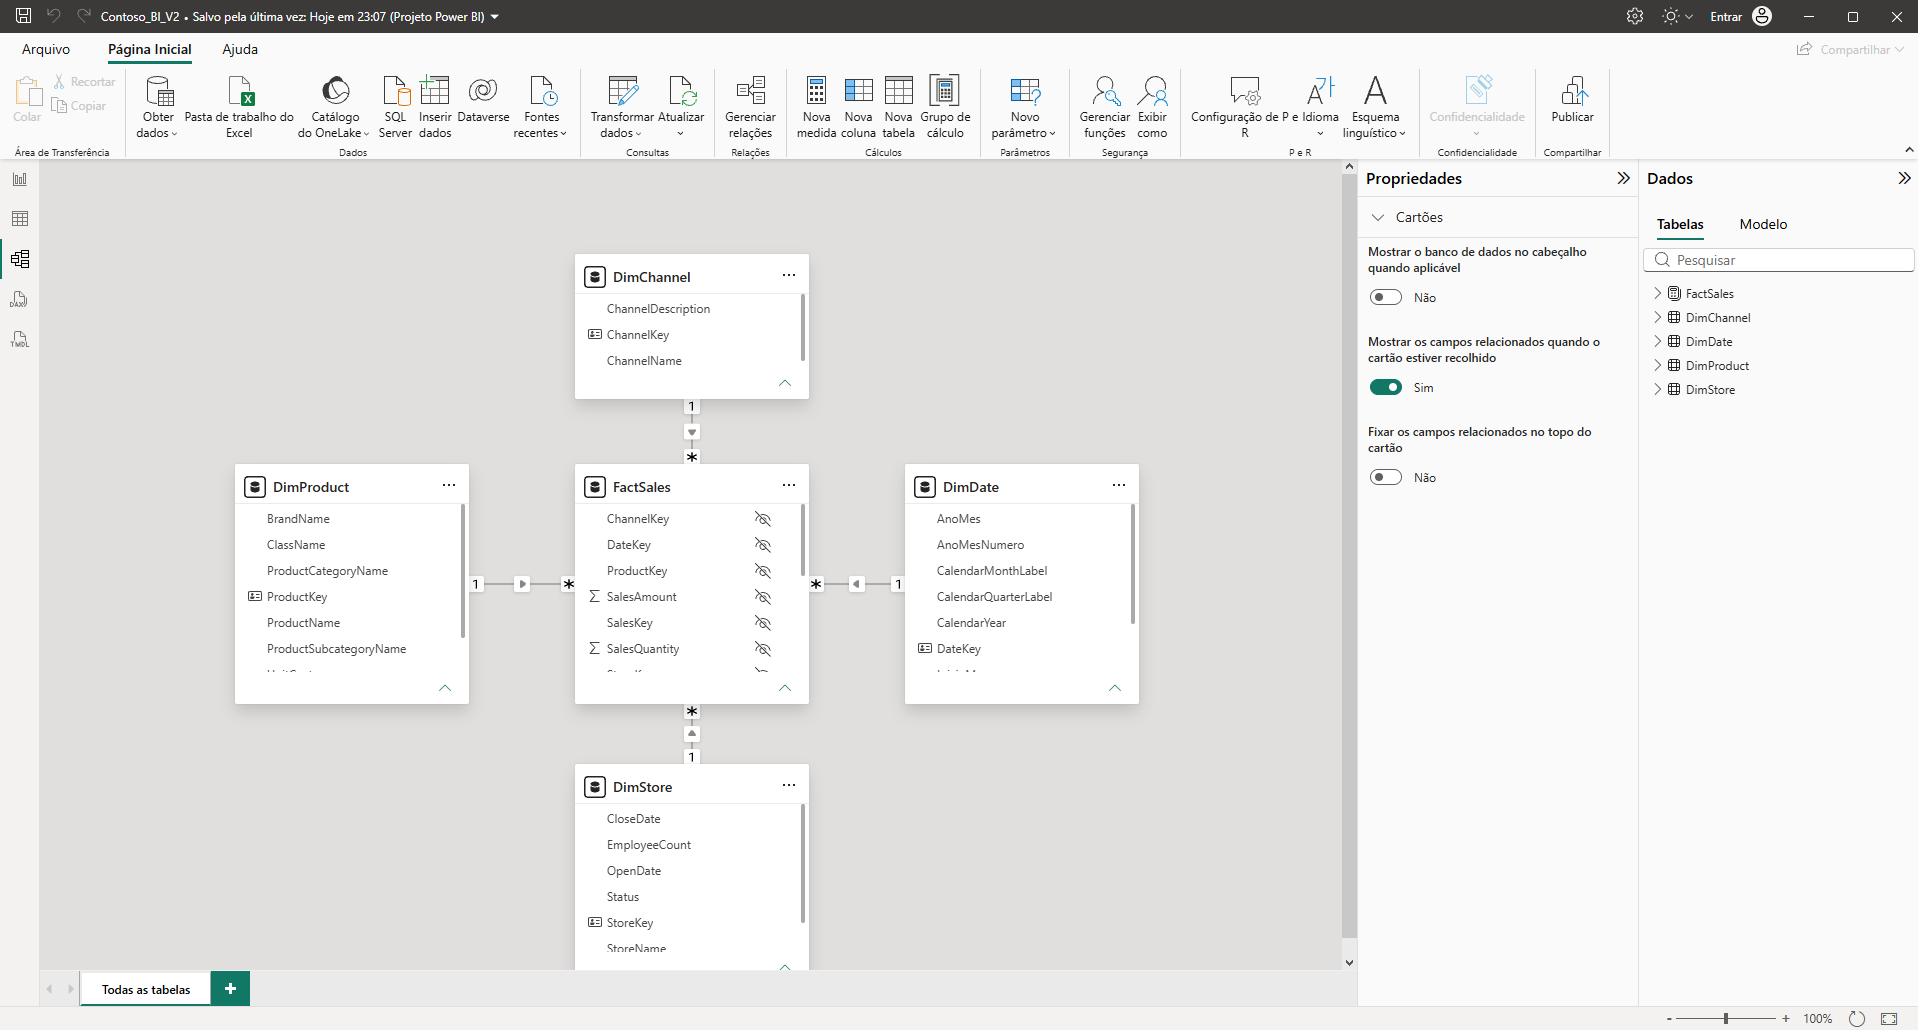 Contoso_BI_V2 • Salvo pela última vez: Hoje em 23:07 (Projeto Power BI)
Entrar
Arquivo
Página Inicial
Ajuda
Compartilhar
Colar
Recortar
Copiar
Área de Transferência
Obter dados
Pasta de trabalho do Excel
Catálogo do OneLake
SQL Server
Inserir dados
Dataverse
Fontes recentes
Dados
Transformar dados
Atualizar
Consultas
Gerenciar relações
Relações
Nova medida
Nova coluna
Nova tabela
Grupo de cálculo
Cálculos
Novo parâmetro
Parâmetros
Gerenciar funções
Exibir como
Segurança
Configuração de P e R
Idioma
Esquema linguístico
P e R
Confidencialidade
Confidencialidade
Publicar
Compartilhar
DAX
TMDL
DimChannel
ChannelDescription
ChannelKey
ChannelName
1
*
DimProduct
BrandName
ClassName
ProductCategoryName
ProductKey
ProductName
ProductSubcategoryName
1
*
FactSales
ChannelKey
DateKey
ProductKey
SalesAmount
SalesKey
SalesQuantity
*
1
DimDate
AnoMes
AnoMesNumero
CalendarMonthLabel
CalendarQuarterLabel
CalendarYear
DateKey
*
1
DimStore
CloseDate
EmployeeCount
OpenDate
Status
StoreKey
StoreName
Todas as tabelas
+
Propriedades
Cartões
Mostrar o banco de dados no cabeçalho
quando aplicável
Não
Mostrar os campos relacionados quando o
cartão estiver recolhido
Sim
Fixar os campos relacionados no topo do
cartão
Não
Dados
Tabelas
Modelo
Pesquisar
FactSales
DimChannel
DimDate
DimProduct
DimStore
- + 100%